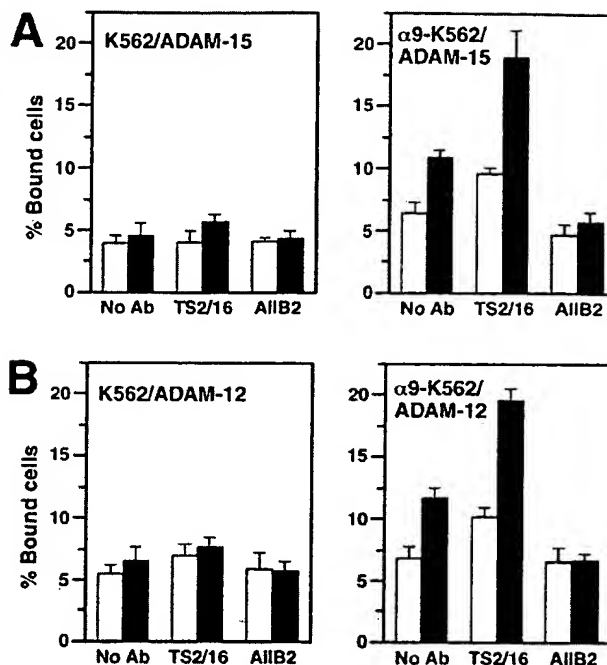 A
K562/ADAM-15
α9-K562/
ADAM-15
% Bound cells
20
15
10
5
0
20
15
10
5
0
No Ab TS2/16 AIIB2
No Ab TS2/16 AIIB2
B
K562/ADAM-12
α9-K562/
ADAM-12
% Bound cells
20
15
10
5
0
20
15
10
5
0
No Ab TS2/16 AIIB2
No Ab TS2/16 AIIB2